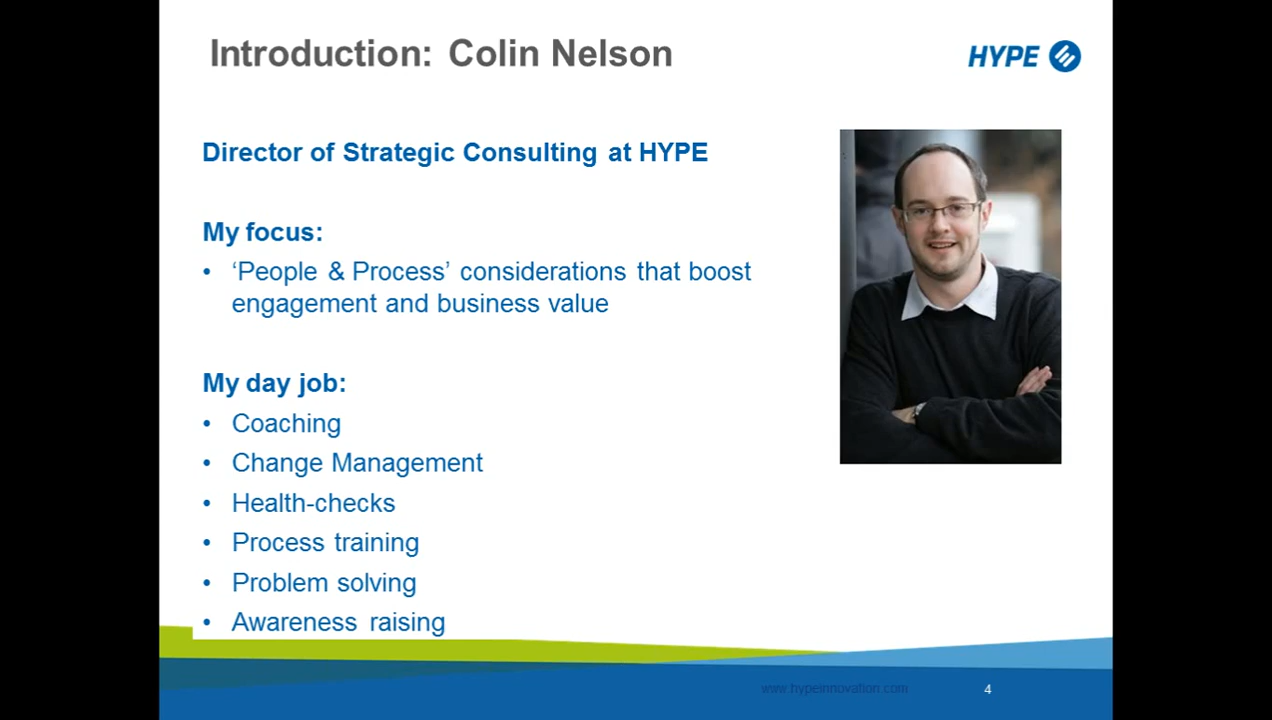 Introduction: Colin Nelson
HYPE
Director of Strategic Consulting at HYPE
My focus:
• ‘People & Process’ considerations that boost
engagement and business value
My day job:
• Coaching
• Change Management
• Health-checks
• Process training
• Problem solving
• Awareness raising
www.hypeinnovation.com
4